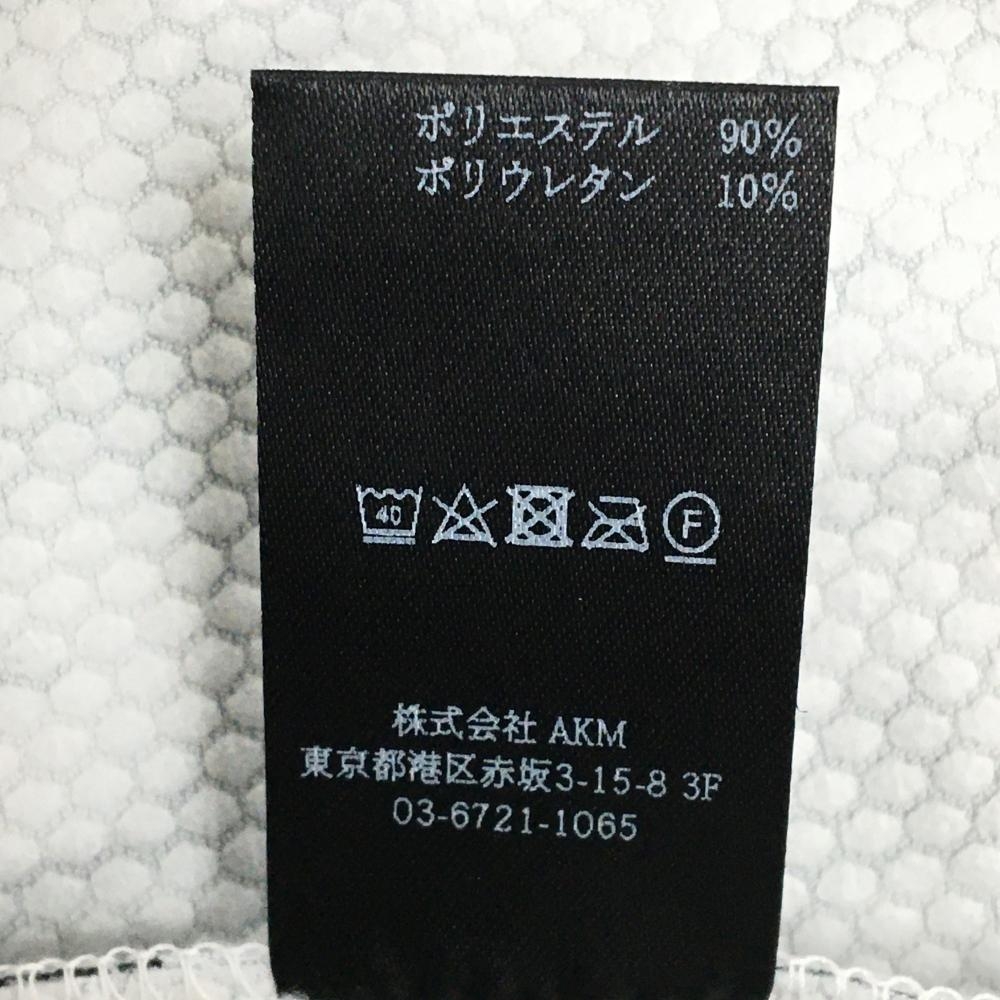 ポリエステル 90%
ポリウレタン 10%
40 F
株式会社 AKM
東京都港区赤坂3-15-8 3F
03-6721-1065